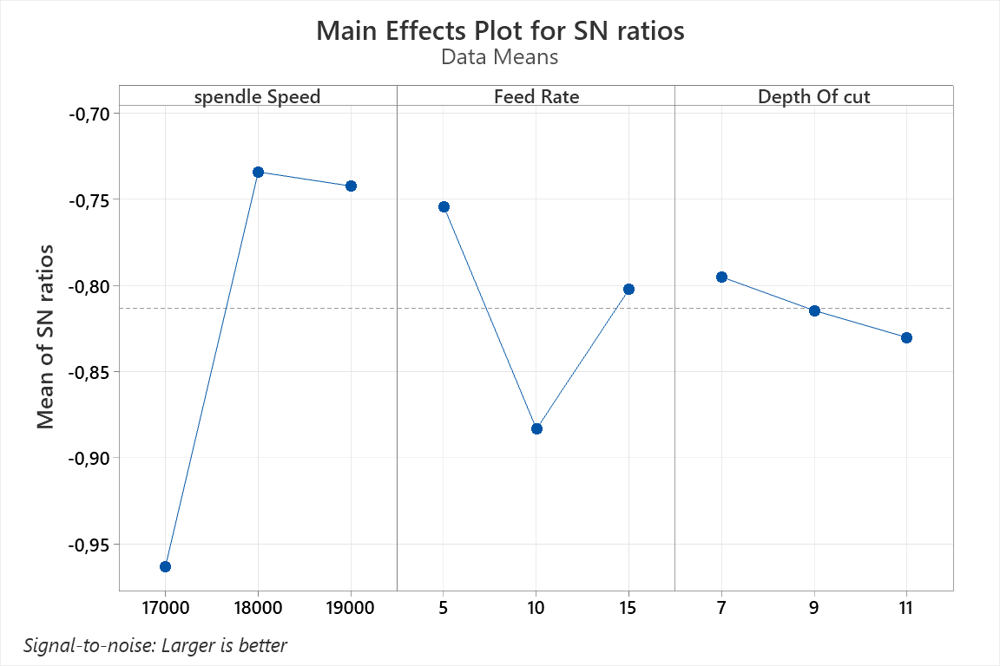 Main Effects Plot for SN ratios
Data Means
spendle Speed Feed Rate Depth Of cut
-0,70
-0,75
-0,80
-0,85
-0,90
-0,95
Mean of SN ratios
17000 18000 19000 5 10 15 7 9 11
Signal-to-noise: Larger is better